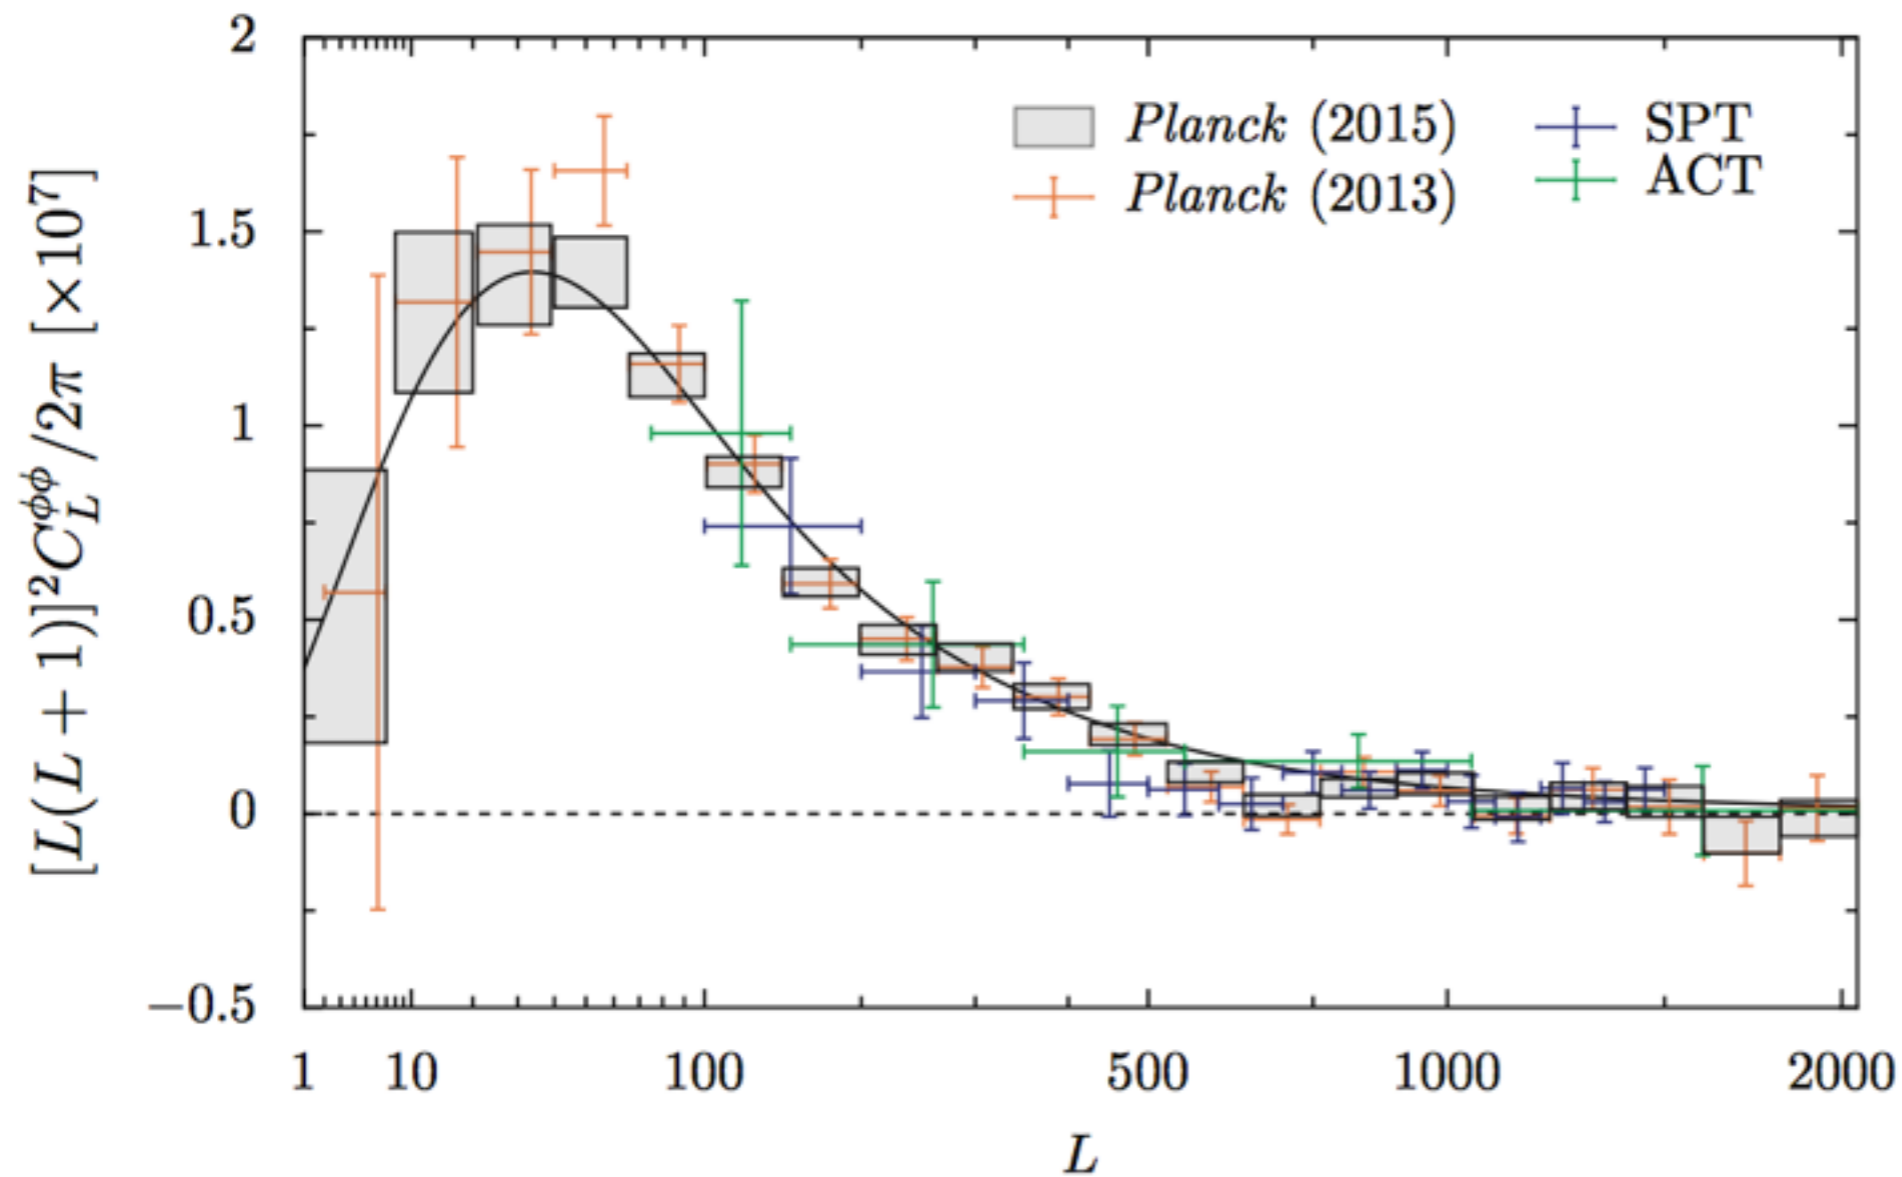 [L(L + 1)]²C_L^{ϕϕ}/2π [×10⁷]
2
1.5
1
0.5
0
−0.5
Planck (2015)
Planck (2013)
SPT
ACT
1 10 100 500 1000 2000
L